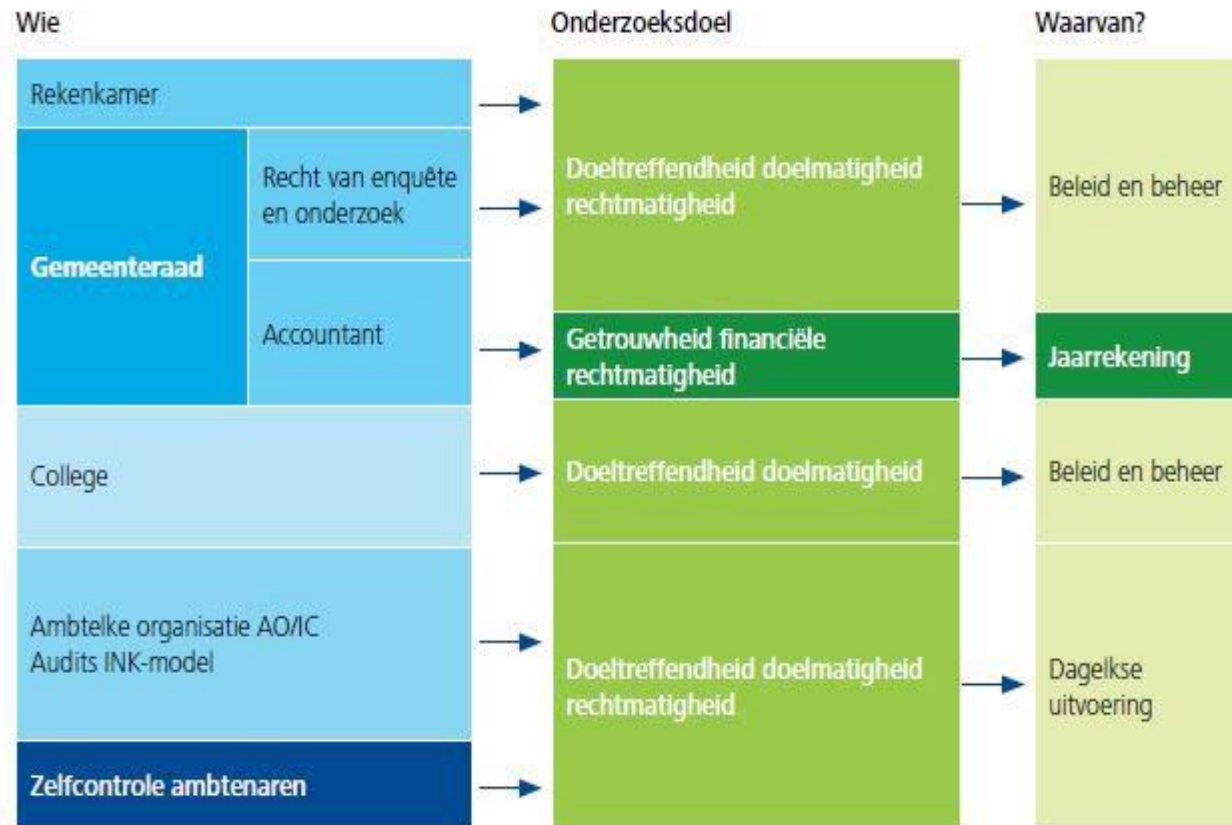 Wie
Onderzoeksdoel
Waarvan?
Rekenkamer
Gemeenteraad
Recht van enquête
en onderzoek
Accountant
Doeltreffendheid doelmatigheid
rechtmatigheid
Beleid en beheer
Getrouwheid financiële
rechtmatigheid
Jaarrekening
College
Doeltreffendheid doelmatigheid
Beleid en beheer
Ambtelke organisatie AO/IC
Audits INK-model
Doeltreffendheid doelmatigheid
rechtmatigheid
Dagelkse
uitvoering
Zelfcontrole ambtenaren